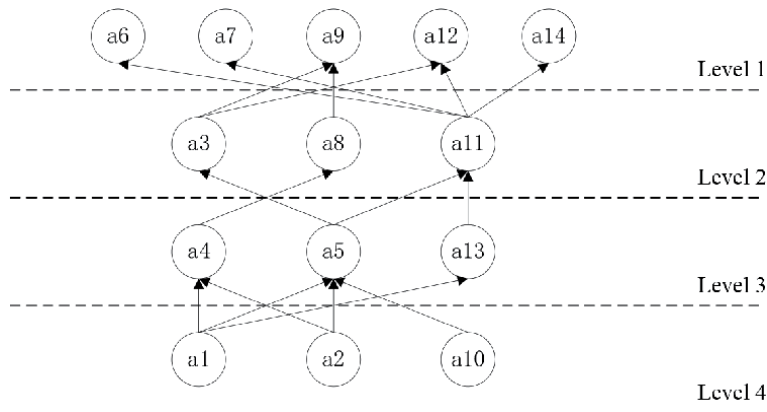 a6 a7 a9 a12 a14
Level 1
a3 a8 a11
Level 2
a4 a5 a13
Level 3
a1 a2 a10
Level 4